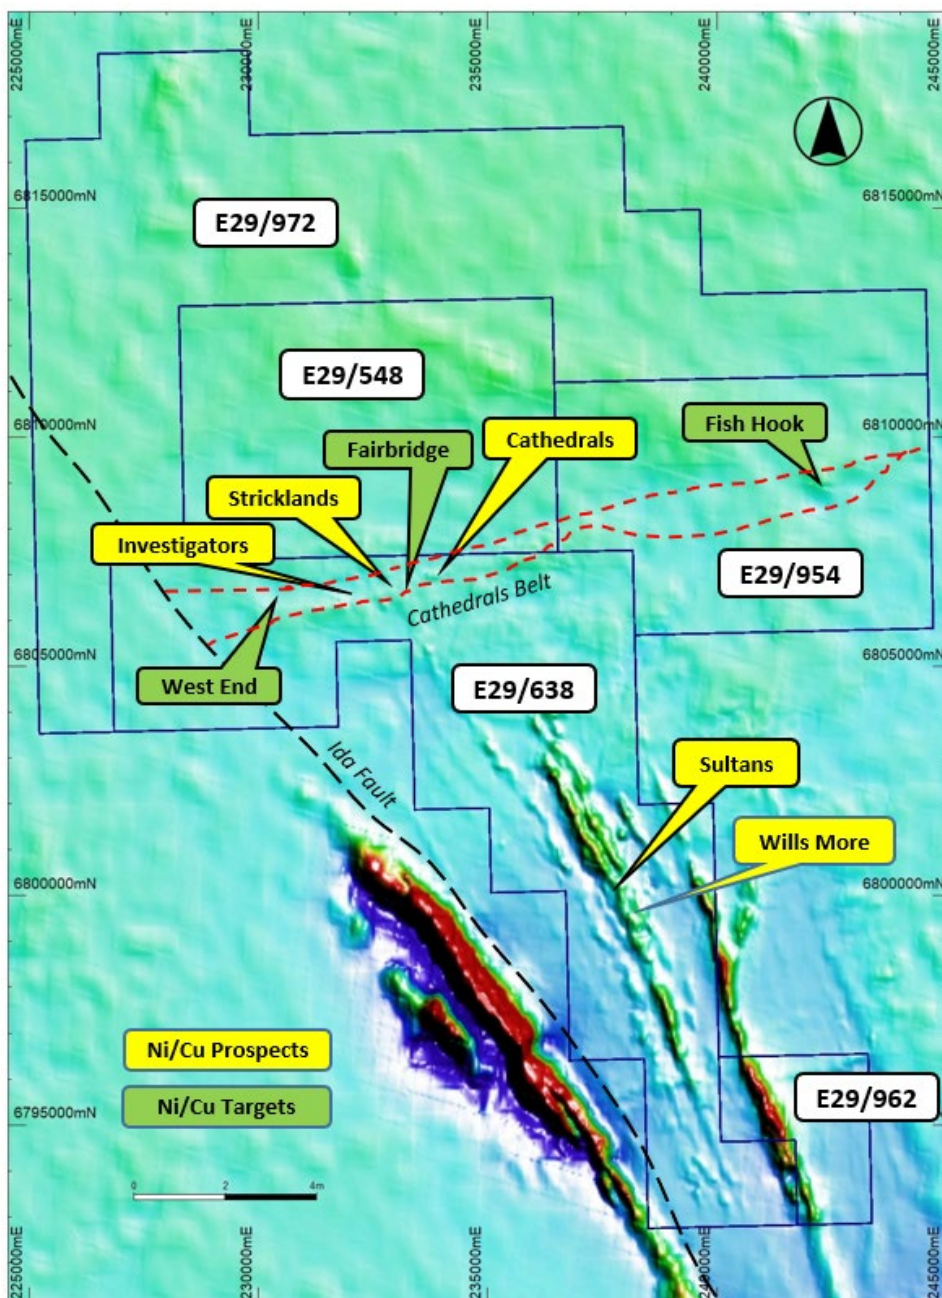 225000mE
230000mE
235000mE
240000mE
245000mE
6815000mN
6815000mN
E29/972
E29/548
6810000mN
6810000mN
Fish Hook
Cathedrals
Fairbridge
Stricklands
Investigators
E29/954
Cathedrals Belt
6805000mN
6805000mN
West End
E29/638
Ida Fault
Sultans
Wills More
6800000mN
6800000mN
Ni/Cu Prospects
Ni/Cu Targets
E29/962
6795000mN
6795000mN
0
2
4m
225000mE
230000mE
235000mE
240000mE
245000mE